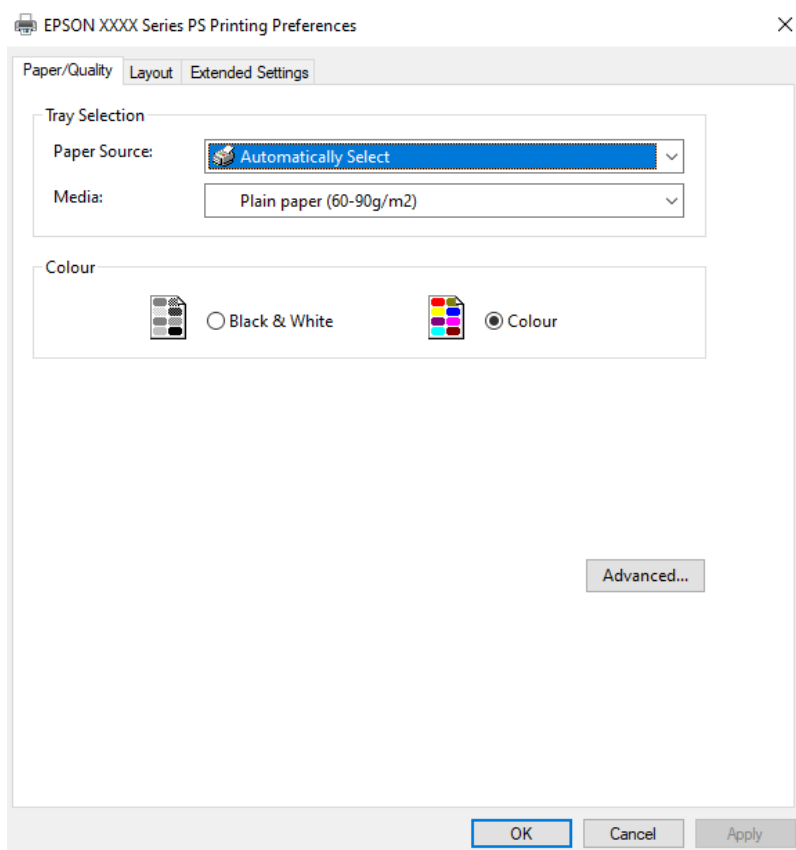 EPSON XXXX Series PS Printing Preferences
Paper/Quality Layout Extended Settings
Tray Selection
Paper Source: Automatically Select
Media: Plain paper (60-90g/m2)
Colour
Black & White Colour
Advanced...
OK Cancel Apply